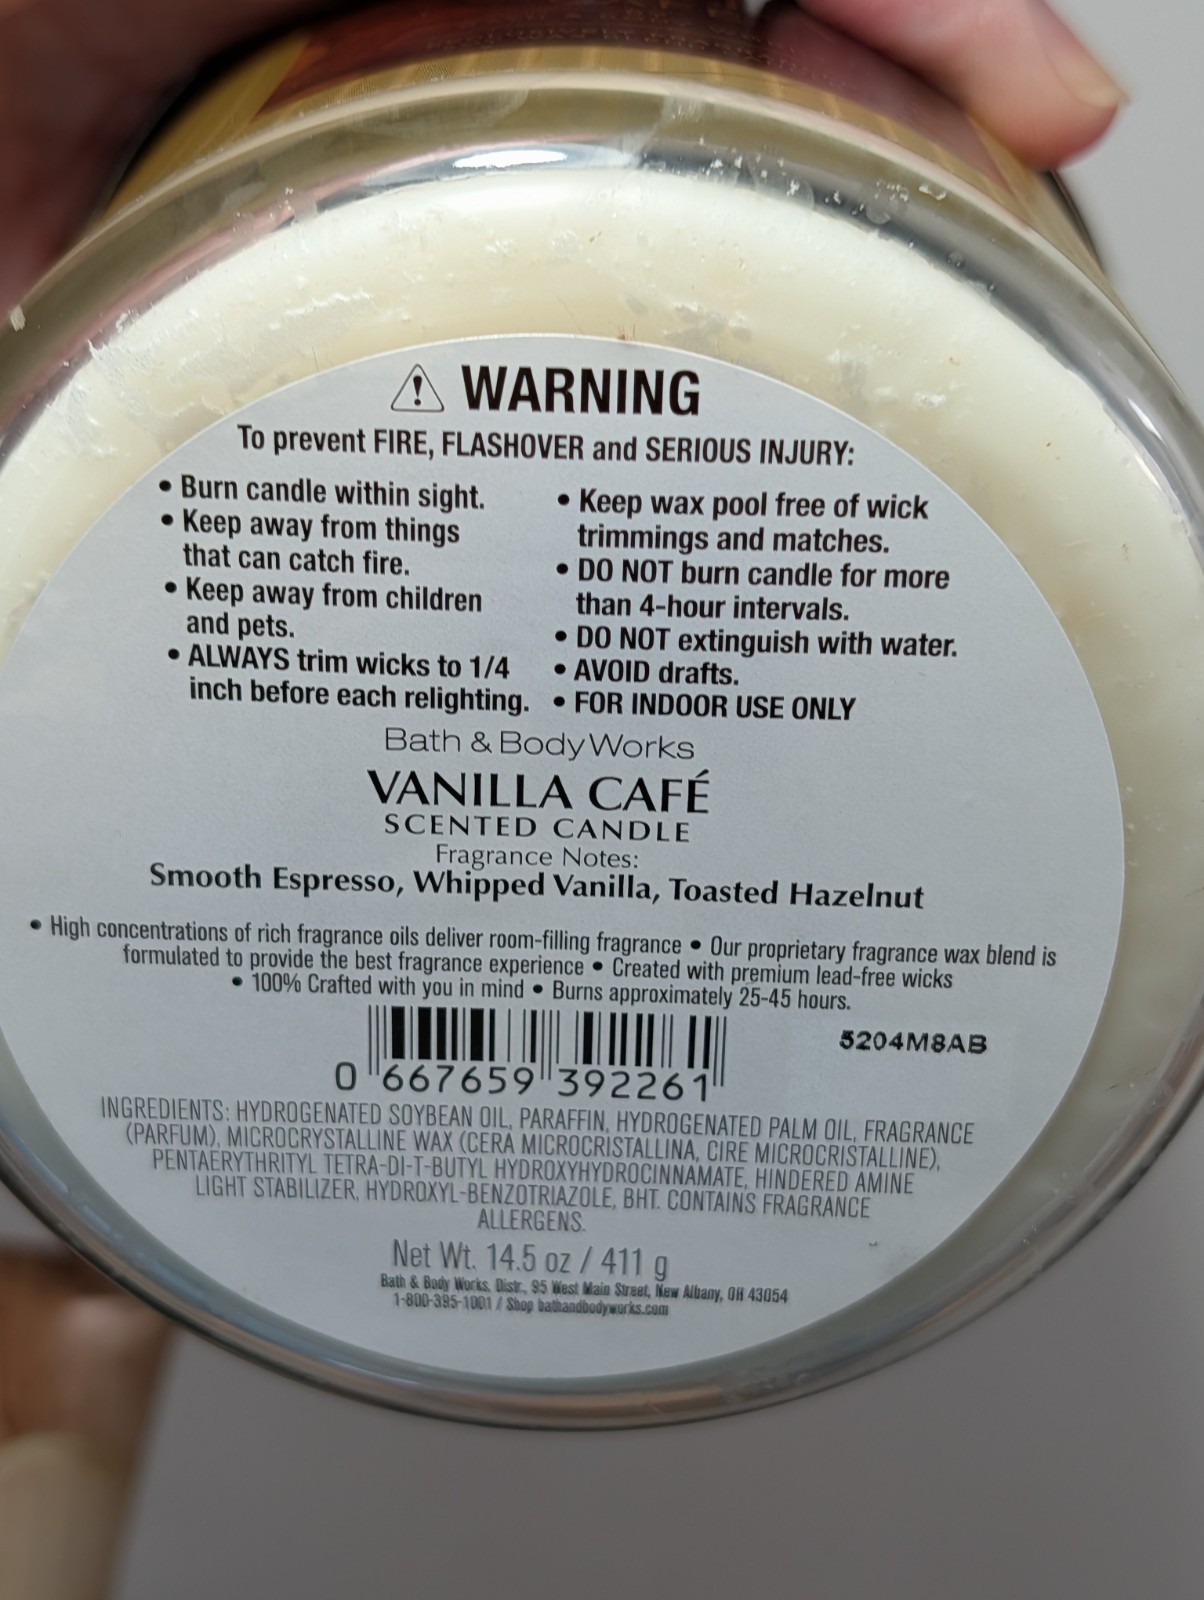 WARNING
To prevent FIRE, FLASHOVER and SERIOUS INJURY:
• Burn candle within sight.
• Keep away from things
that can catch fire.
• Keep away from children
and pets.
• ALWAYS trim wicks to 1/4
inch before each relighting.
• Keep wax pool free of wick
trimmings and matches.
• DO NOT burn candle for more
than 4-hour intervals.
• DO NOT extinguish with water.
• AVOID drafts.
• FOR INDOOR USE ONLY
Bath & Body Works
VANILLA CAFÉ
SCENTED CANDLE
Fragrance Notes:
Smooth Espresso, Whipped Vanilla, Toasted Hazelnut
• High concentrations of rich fragrance oils deliver room-filling fragrance • Our proprietary fragrance wax blend is
formulated to provide the best fragrance experience • Created with premium lead-free wicks
• 100% Crafted with you in mind • Burns approximately 25-45 hours.
5204M8AB
0 667659 392261
INGREDIENTS: HYDROGENATED SOYBEAN OIL, PARAFFIN, HYDROGENATED PALM OIL, FRAGRANCE
(PARFUM), MICROCRYSTALLINE WAX (CERA MICROCRISTALLINA, CIRE MICROCRISTALLINE),
PENTAERYTHRITYL TETRA-DI-T-BUTYL HYDROXYHYDROCINNAMATE, HINDERED AMINE
LIGHT STABILIZER, HYDROXYL-BENZOTRIAZOLE, BHT. CONTAINS FRAGRANCE
ALLERGENS.
Net Wt. 14.5 oz / 411 g
Bath & Body Works, Distr., 95 West Main Street, New Albany, OH 43054
1-800-395-1001 / Shop bathandbodyworks.com